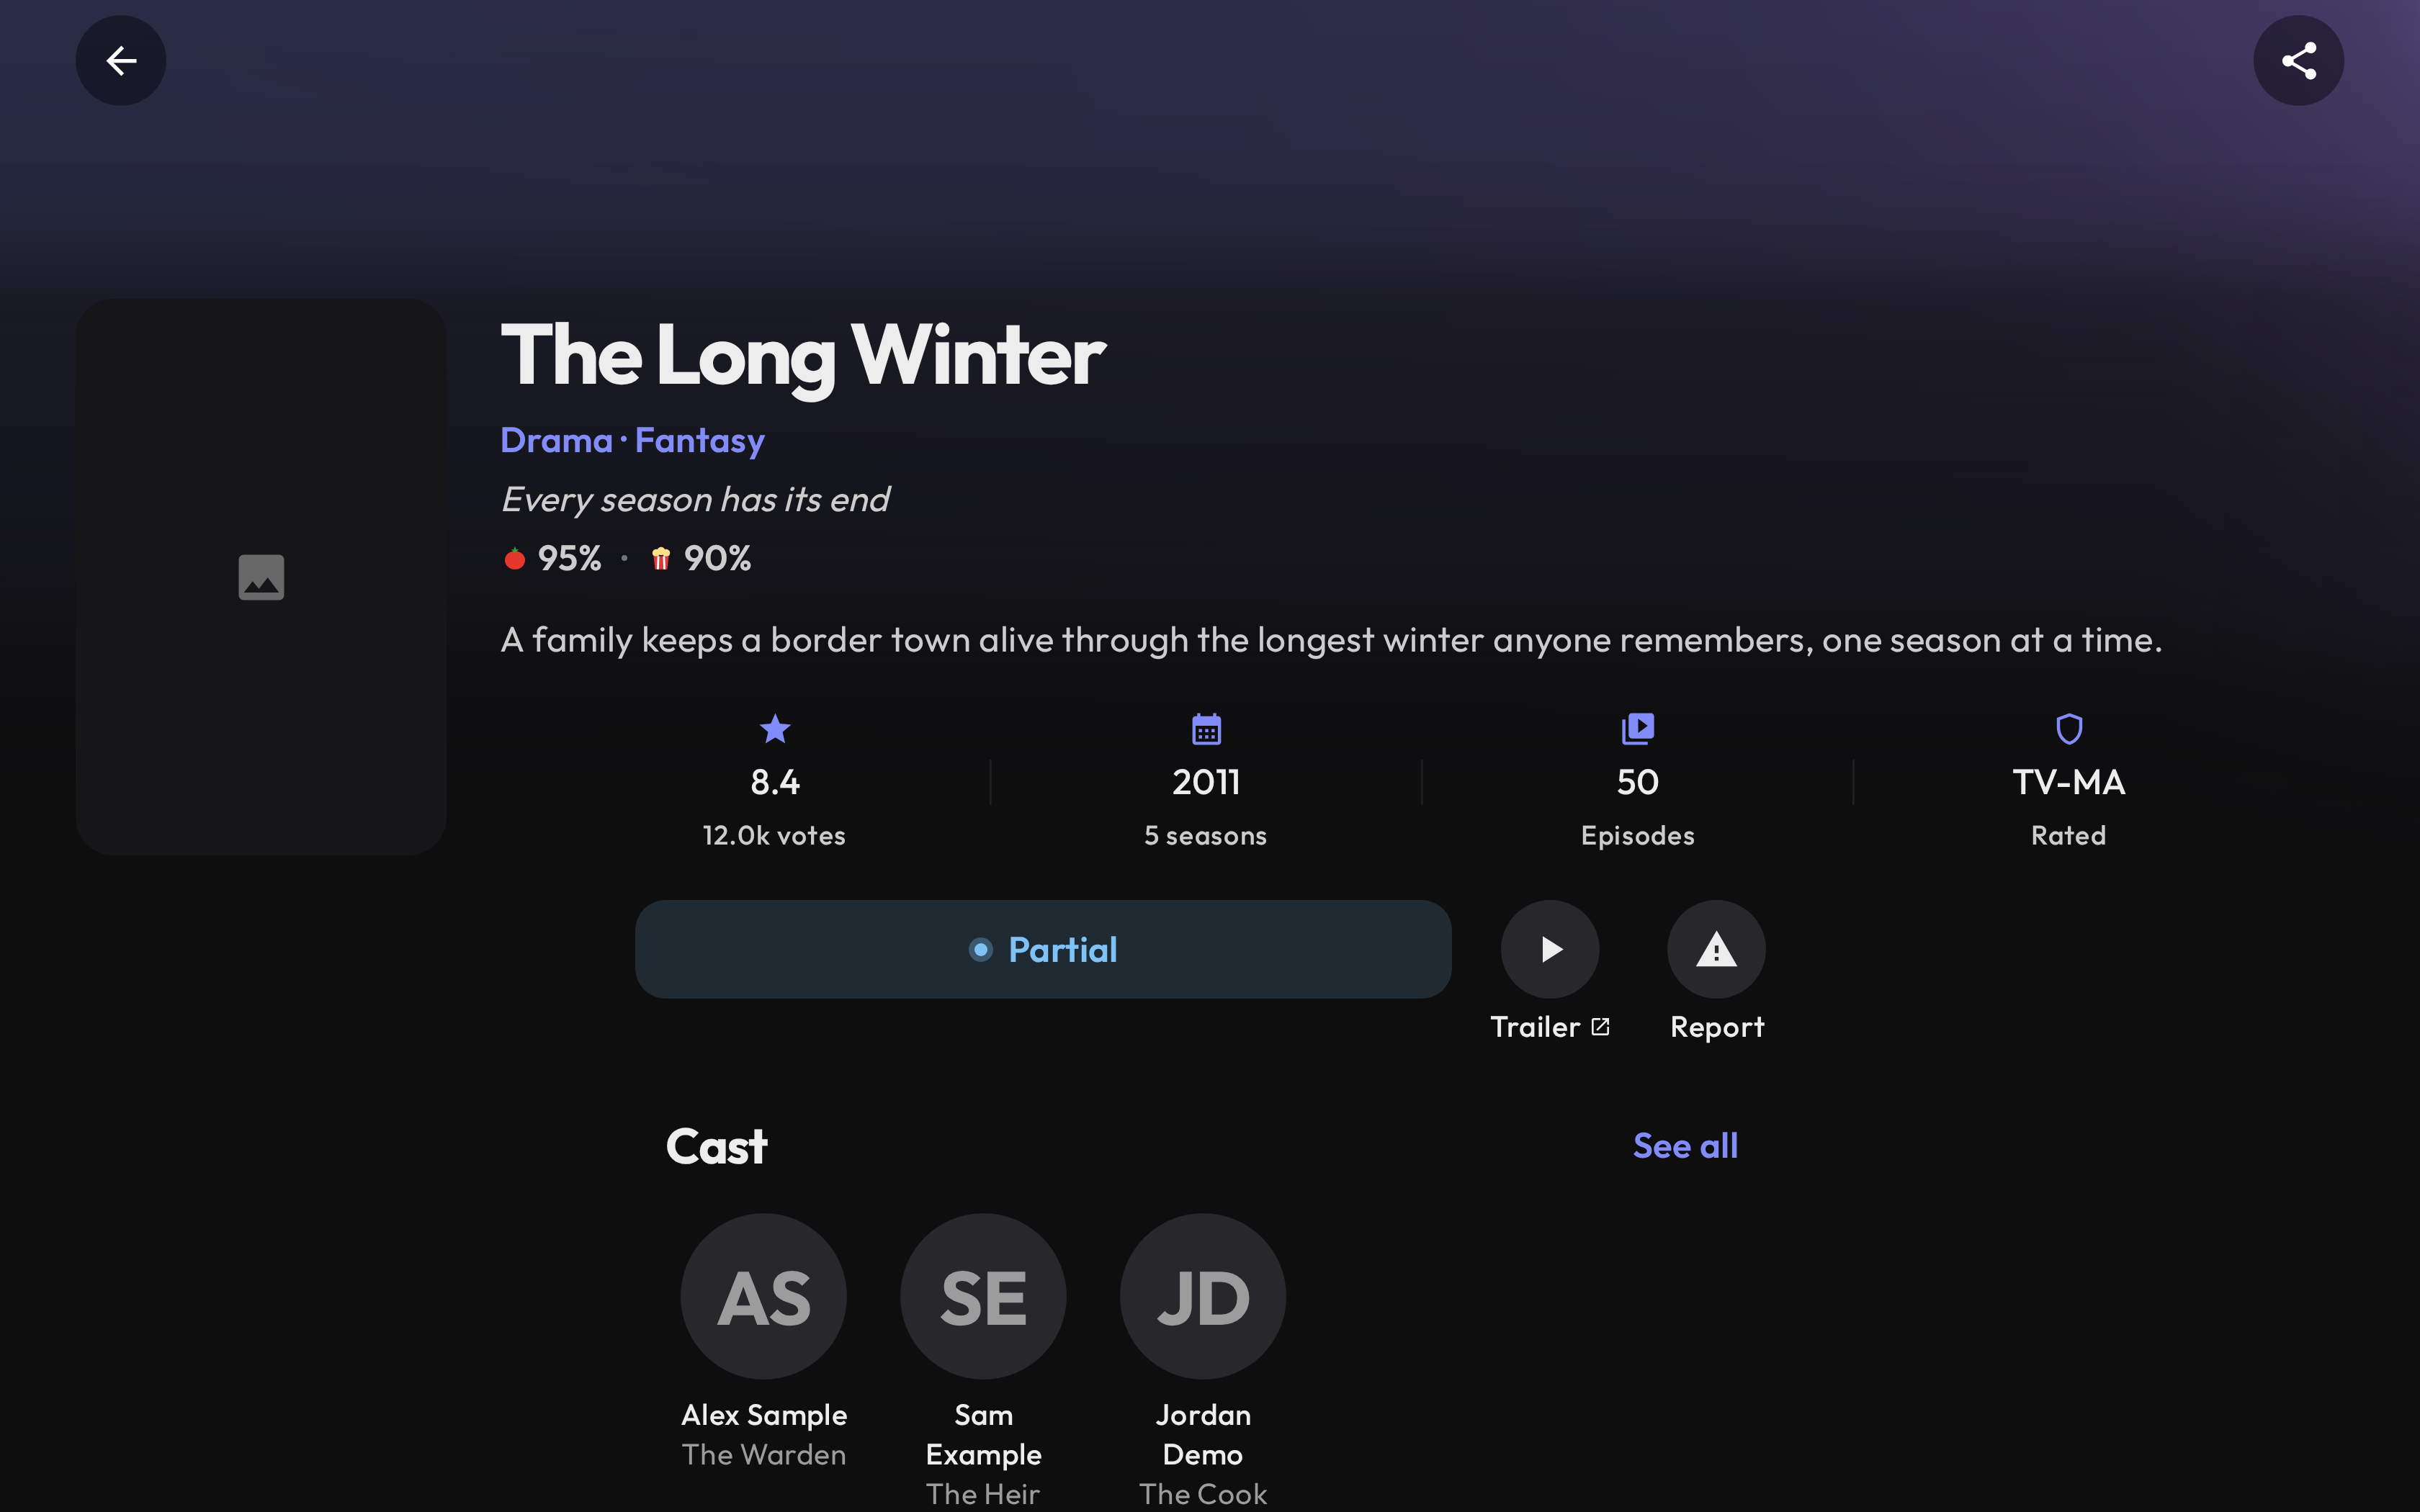 The Long Winter
Drama · Fantasy
Every season has its end
95% · 90%
A family keeps a border town alive through the longest winter anyone remembers, one season at a time.
8.4
12.0k votes
2011
5 seasons
50
Episodes
TV-MA
Rated
Partial
Trailer
Report
Cast
See all
AS
Alex Sample
The Warden
SE
Sam
Example
The Heir
JD
Jordan
Demo
The Cook